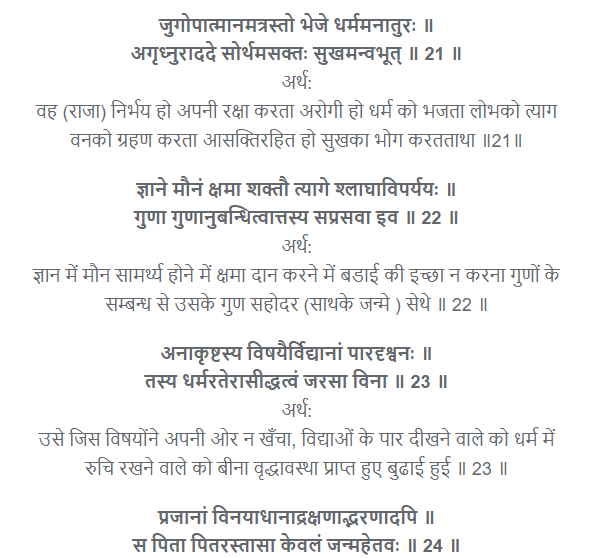 जुगोपात्मानमत्रस्तो भेजे धर्ममनातुरः ॥
अगृध्नुराददे सोर्थमसक्तः सुखमन्वभूत् ॥ 21 ॥
अर्थ:
वह (राजा) निर्भय हो अपनी रक्षा करता अरोगी हो धर्म को भजता लोभको त्याग
वनको ग्रहण करता आसक्तिरहित हो सुखका भोग करतताथा ॥21॥
ज्ञाने मौनं क्षमा शक्तौ त्यागे श्लाघाविपर्ययः ॥
गुणा गुणानुबन्धित्वात्तस्य सप्रसवा इव ॥ 22 ॥
अर्थ:
ज्ञान में मौन सामर्थ्य होने में क्षमा दान करने में बडाई की इच्छा न करना गुणों के
सम्बन्ध से उसके गुण सहोदर (साथके जन्मे ) सेथे ॥ 22 ॥
अनाकृष्टस्य विषयैर्विद्यानां पारदृश्वनः ॥
तस्य धर्मरतेरासीद्धत्वं जरसा विना ॥ 23 ॥
अर्थ:
उसे जिस विषयोंने अपनी ओर न खँचा, विद्याओं के पार दीखने वाले को धर्म में
रुचि रखने वाले को बीना वृद्धावस्था प्राप्त हुए बुढाई हुई ॥ 23 ॥
प्रजानां विनयाधानाद्रक्षणाद्भरणादपि ॥
स पिता पितरस्तासा केवलं जन्महेतवः ॥ 24 ॥